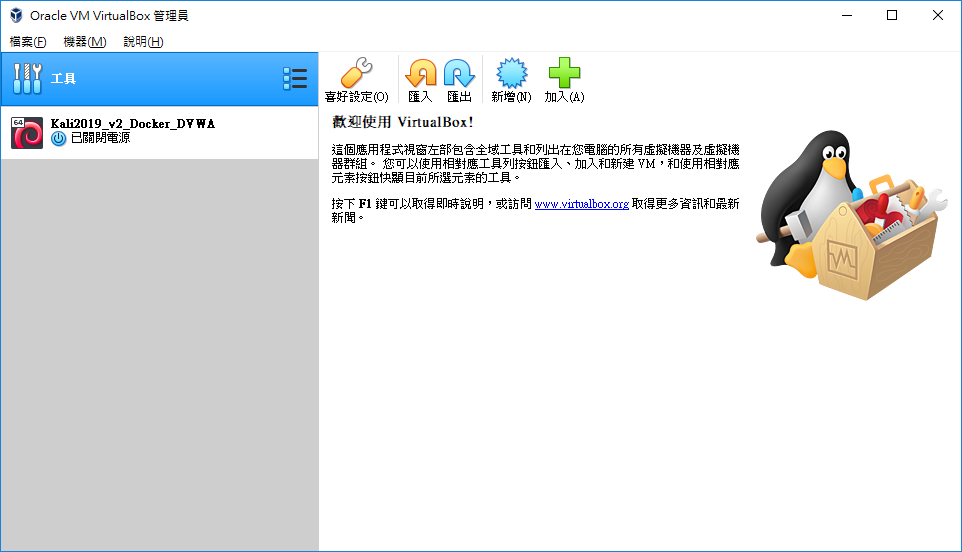 Oracle VM VirtualBox 管理員
檔案(F) 機器(M) 說明(H)
工具
喜好設定(O) 匯入 匯出 新增(N) 加入(A)
64
Kali2019_v2_Docker_DVWA
已關閉電源
歡迎使用 VirtualBox!
這個應用程式視窗左部包含全域工具和列出在您電腦的所有虛擬機器及虛擬機
器群組。 您可以使用相對應工具列按鈕匯入、加入和新建 VM，和使用相對應
元素按鈕快顯目前所選元素的工具。
按下 F1 鍵可以取得即時說明，或訪問 www.virtualbox.org 取得更多資訊和最新
新聞。